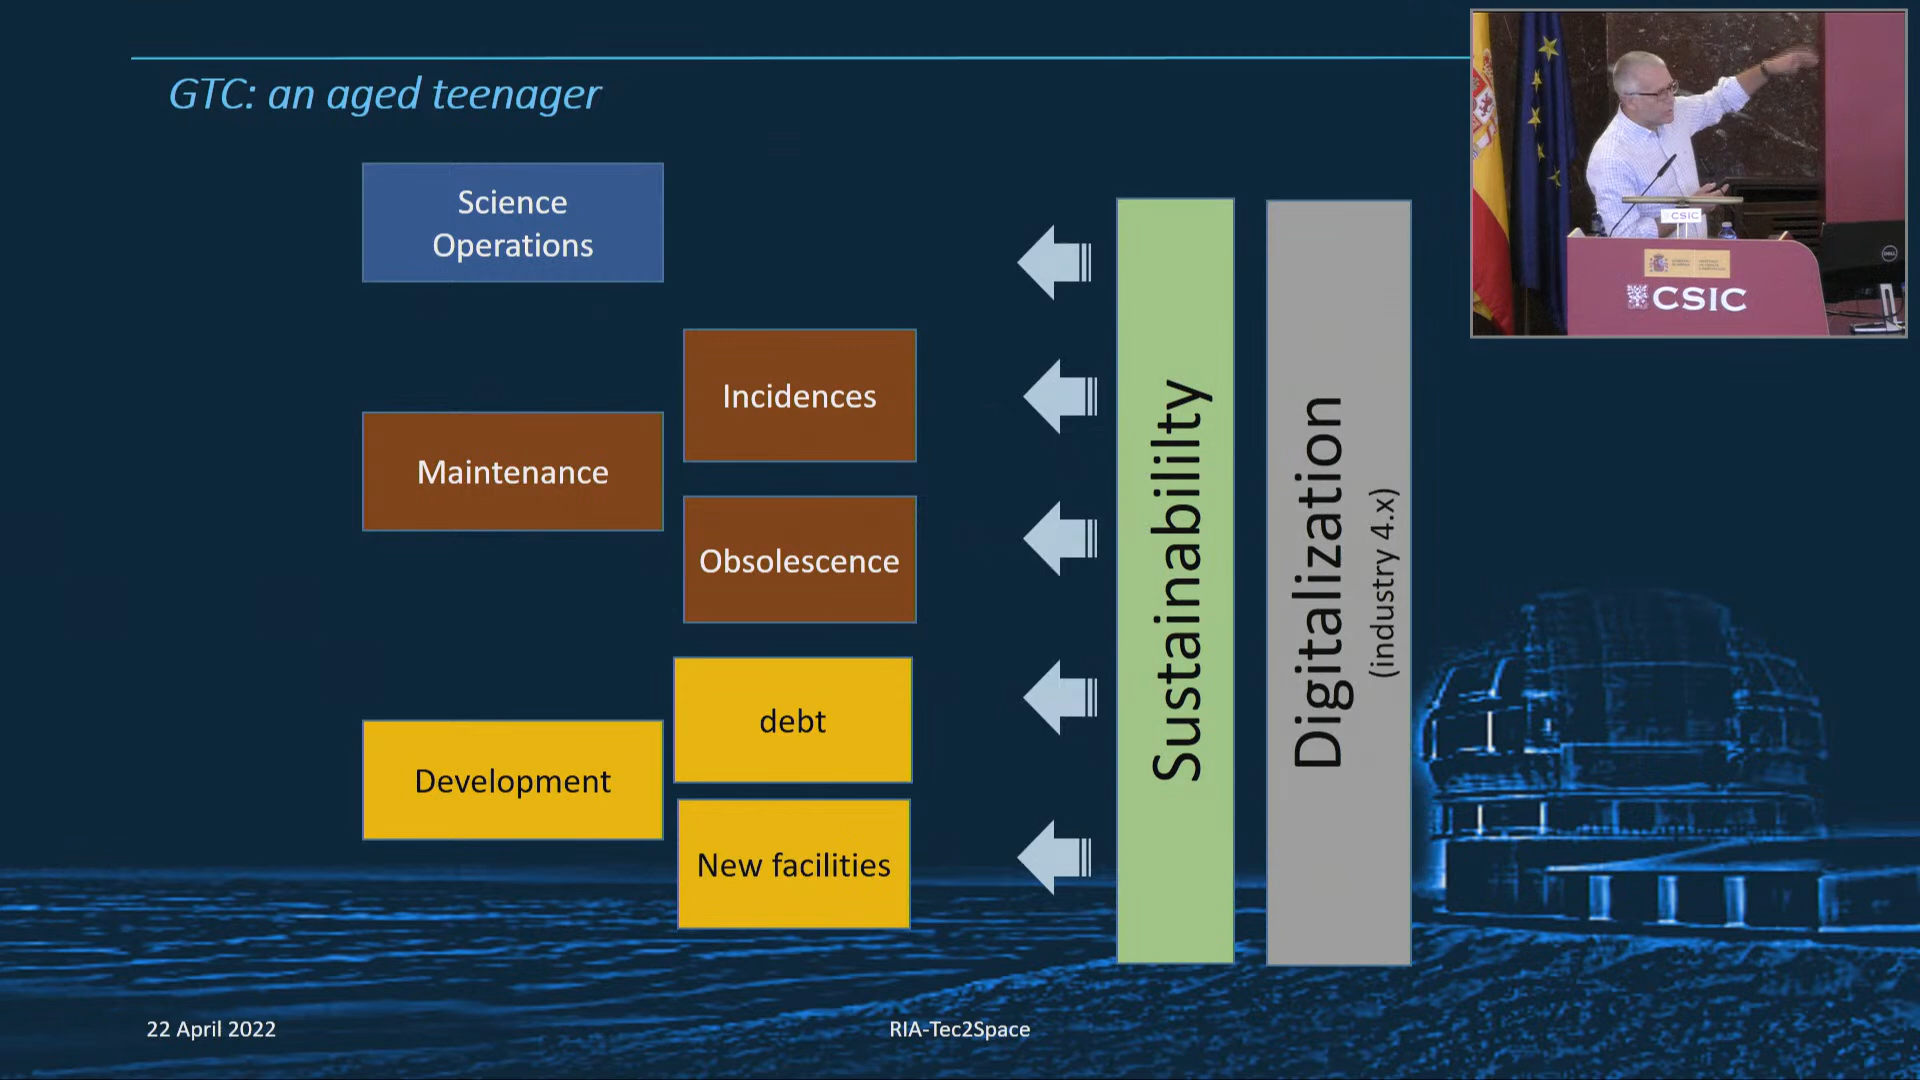 GTC: an aged teenager
Science
Operations
Incidences
Maintenance
Obsolescence
debt
Development
New facilities
Sustainability
Digitalization
(industry 4.x)
CSIC
CSIC
DELL
22 April 2022
RIA-Tec2Space